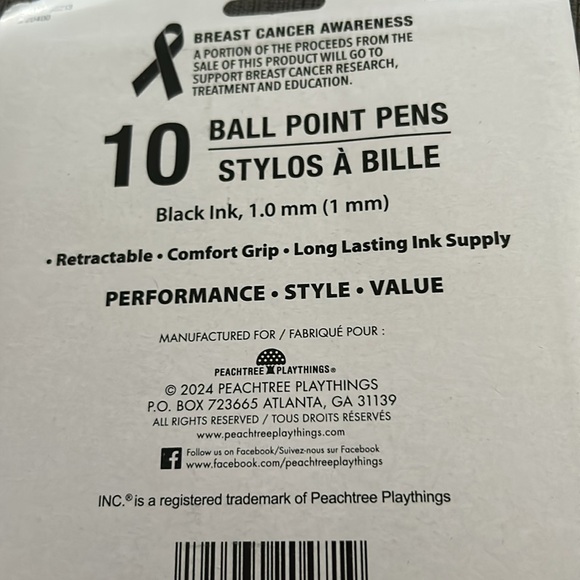 BREAST CANCER AWARENESS
A PORTION OF THE PROCEEDS FROM THE
SALE OF THIS PRODUCT WILL GO TO
SUPPORT BREAST CANCER RESEARCH,
TREATMENT AND EDUCATION.
10 BALL POINT PENS
STYLOS À BILLE
Black Ink, 1.0 mm (1 mm)
• Retractable • Comfort Grip • Long Lasting Ink Supply
PERFORMANCE • STYLE • VALUE
MANUFACTURED FOR / FABRIQUÉ POUR :
PEACHTREE PLAYTHINGS®
© 2024 PEACHTREE PLAYTHINGS
P.O. BOX 723665 ATLANTA, GA 31139
ALL RIGHTS RESERVED / TOUS DROITS RÉSERVÉS
www.peachtreeplaythings.com
f Follow us on Facebook/Suivez-nous sur Facebook
www.facebook.com/peachtreeplaythings
INC.® is a registered trademark of Peachtree Playthings